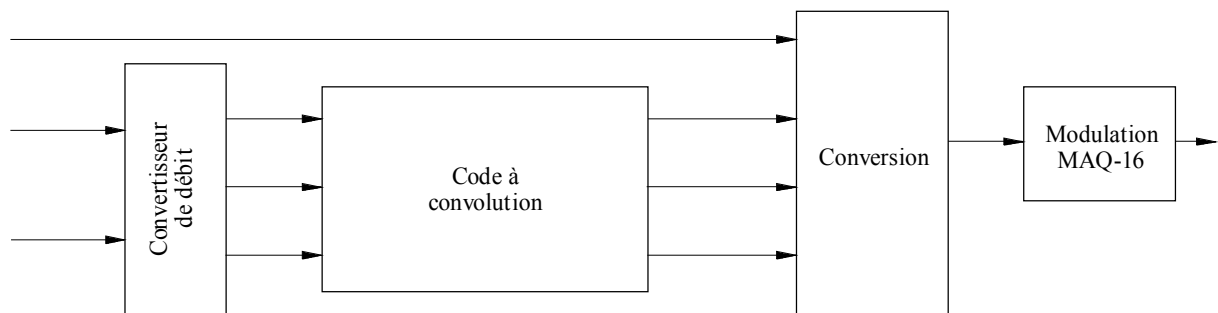 Convertisseur
de débit
Code à
convolution
Conversion
Modulation
MAQ-16